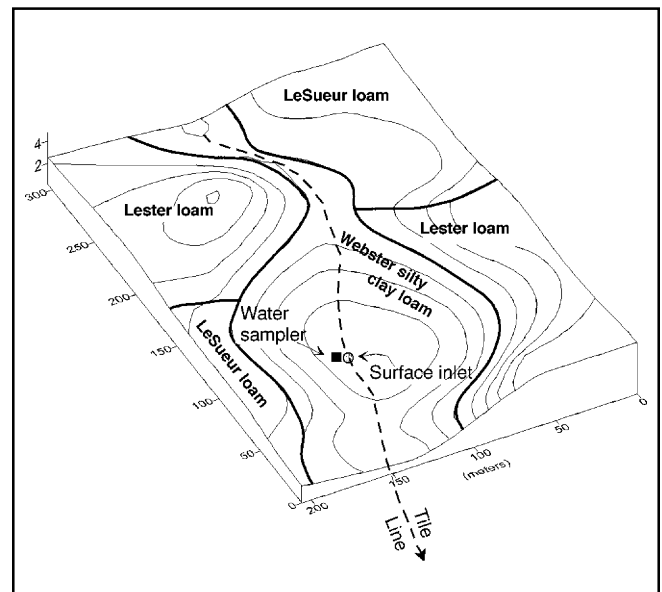 LeSueur loam
4
2
300
Lester loam
Lester loam
250
Webster silty
clay loam
200
Water
sampler
150
LeSueur loam
Surface inlet
100
50
0
0
50
100
(meters)
150
200
Tile
Line